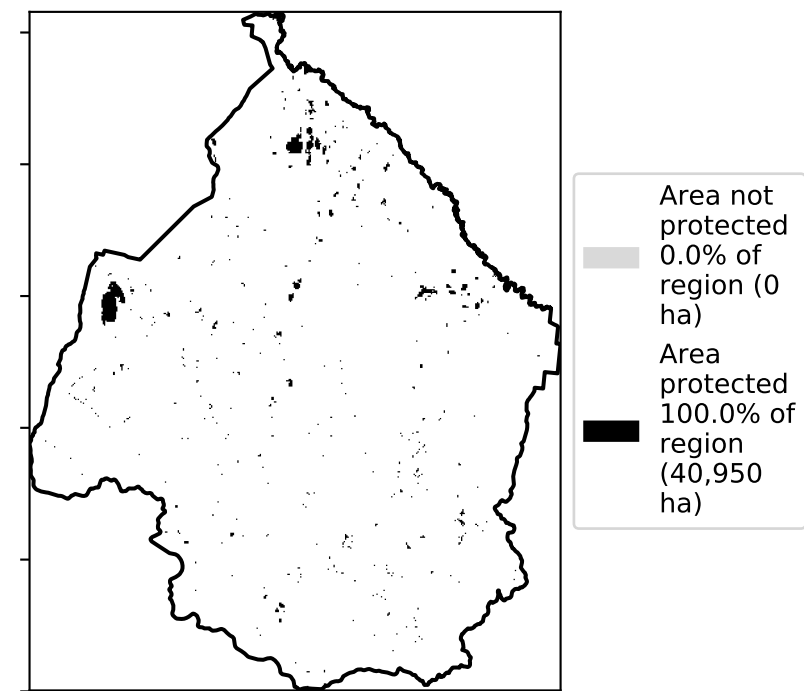 Area not
protected
0.0% of
region (0
ha)
Area
protected
100.0% of
region
(40,950
ha)